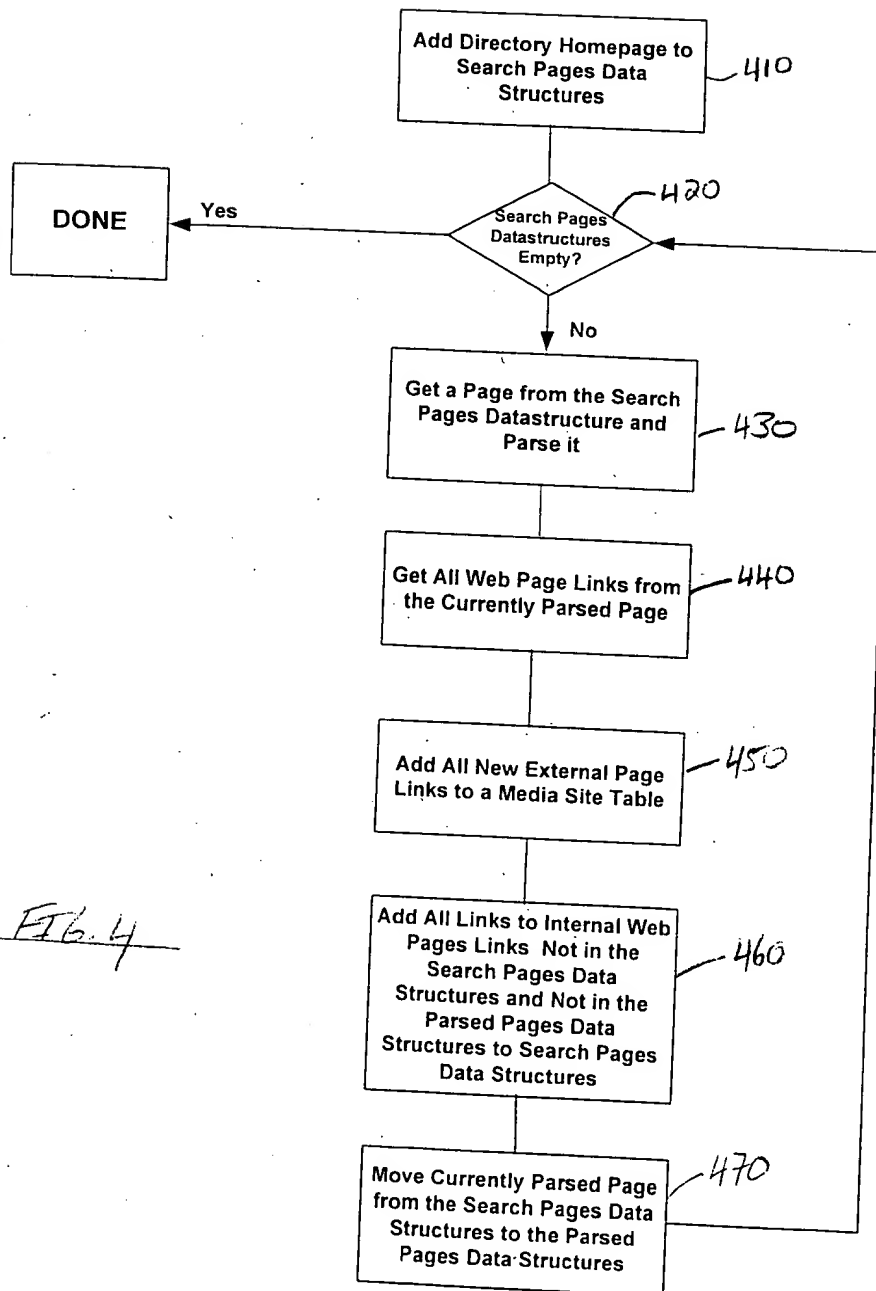 Add Directory Homepage to
Search Pages Data
Structures
410
420
DONE
Yes
Search Pages
Datastructures
Empty?
No
Get a Page from the Search
Pages Datastructure and
Parse it
430
Get All Web Page Links from
the Currently Parsed Page
440
Add All New External Page
Links to a Media Site Table
450
FIG. 4
Add All Links to Internal Web
Pages Links Not in the
Search Pages Data
Structures and Not in the
Parsed Pages Data
Structures to Search Pages
Data Structures
460
Move Currently Parsed Page
from the Search Pages Data
Structures to the Parsed
Pages Data Structures
470